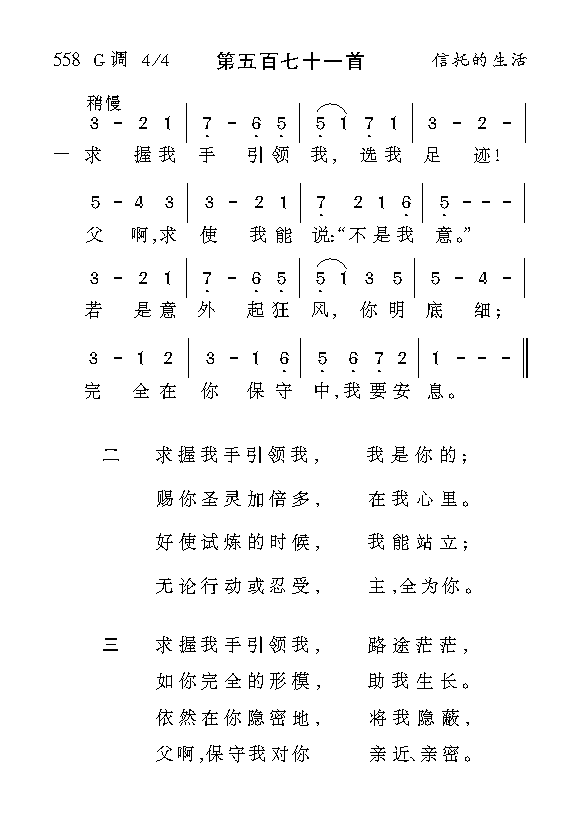 558 G调 4/4 第五百七十一首 信托的生活
稍慢
3 - 2 1 | 7 - 6 5 | 5 1 7 1 | 3 - 2 - |
一 求 握我 手 引领 我，选我 足 迹！
5 - 4 3 | 3 - 2 1 | 7 2 1 6 | 5 - - - |
父 啊，求 使 我能 说：“不是我 意。”
3 - 2 1 | 7 - 6 5 | 5 1 3 5 | 5 - 4 - |
若 是意 外 起狂 风，你明 底 细；
3 - 1 2 | 3 - 1 6 | 5 6 7 2 | 1 - - - ‖
完 全在 你 保守 中，我要安 息。
二 求握我手引领我， 我是你的；
赐你圣灵加倍多， 在我心里。
好使试炼的时候， 我能站立；
无论行动或忍受， 主，全为你。
三 求握我手引领我， 路途茫茫，
如你完全的形模， 助我生长。
依然在你隐密地， 将我隐蔽，
父啊，保守我对你 亲近、亲密。